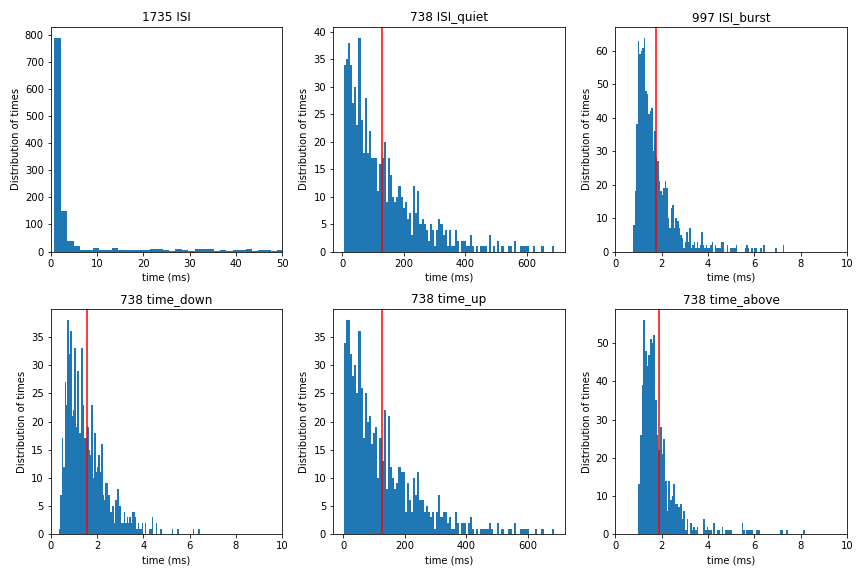 1735 ISI
Distribution of times
0
100
200
300
400
500
600
700
800
0 10 20 30 40 50
time (ms)
738 ISI_quiet
Distribution of times
0
5
10
15
20
25
30
35
40
0 200 400 600
time (ms)
997 ISI_burst
Distribution of times
0
10
20
30
40
50
60
0 2 4 6 8 10
time (ms)
738 time_down
Distribution of times
0
5
10
15
20
25
30
35
0 2 4 6 8 10
time (ms)
738 time_up
Distribution of times
0
5
10
15
20
25
30
35
0 200 400 600
time (ms)
738 time_above
Distribution of times
0
10
20
30
40
50
0 2 4 6 8 10
time (ms)